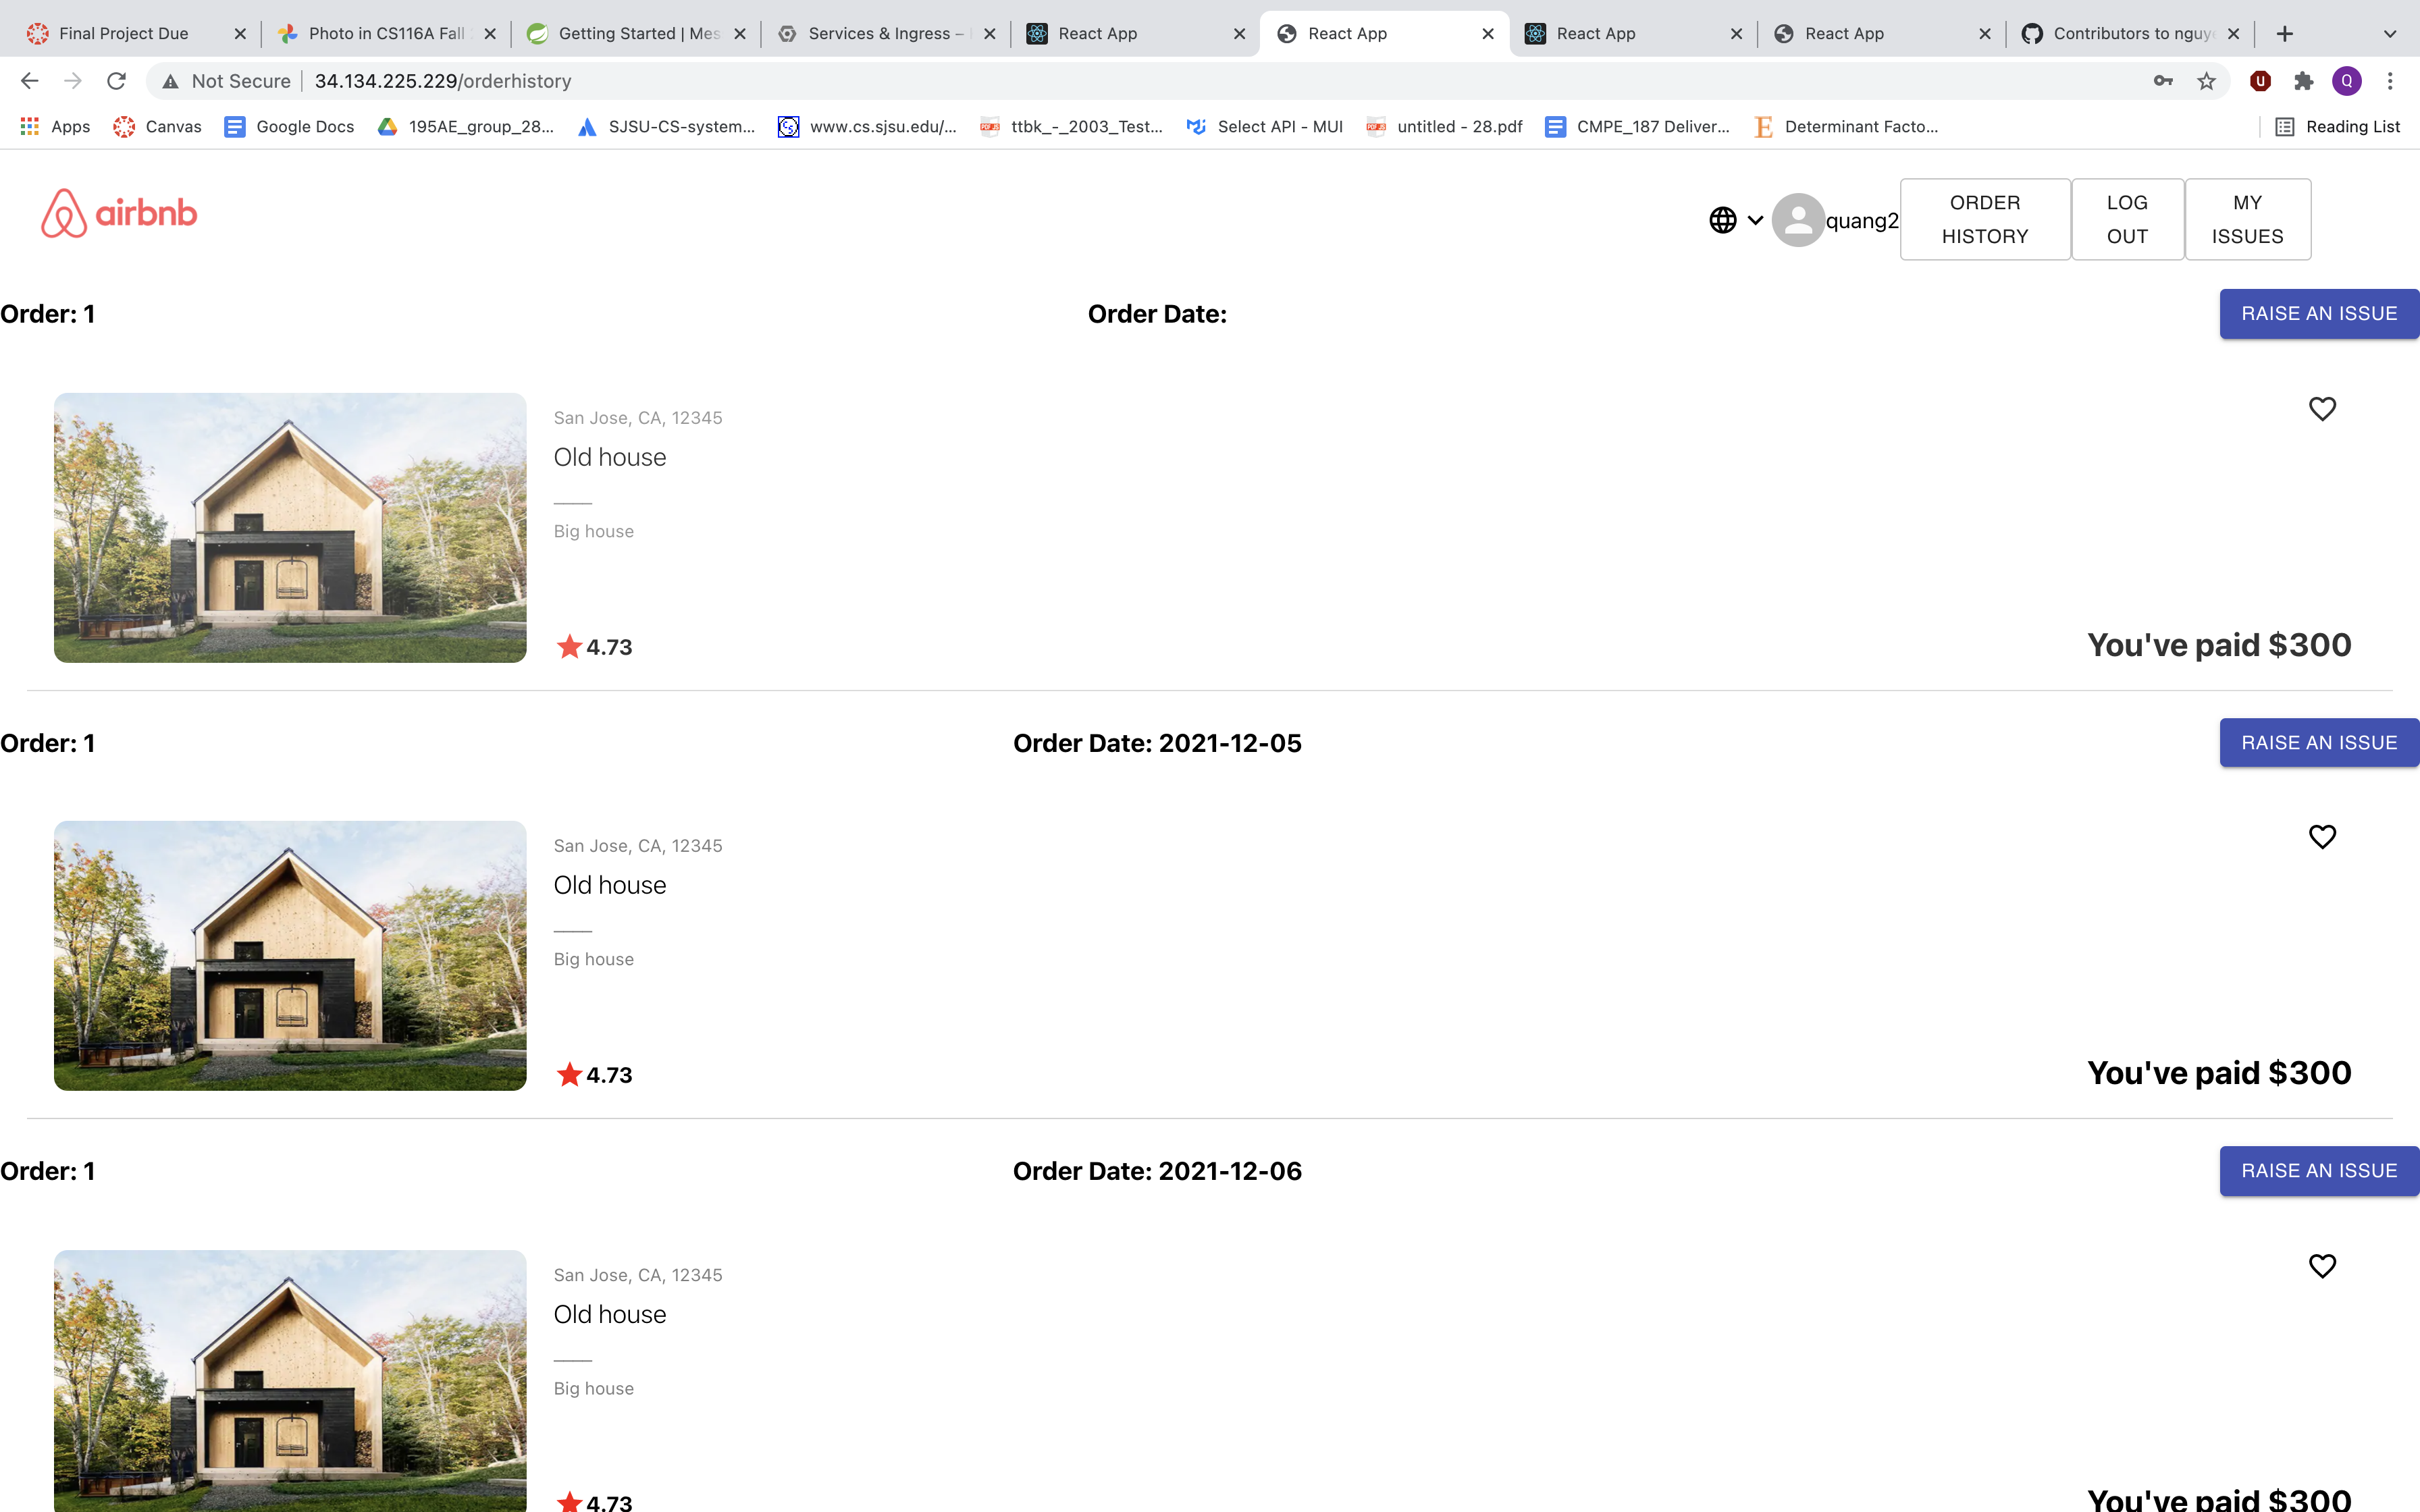 Final Project Due
Photo in CS116A Fall
Getting Started | Mes
Services & Ingress –
React App
React App
React App
React App
Contributors to nguye
Not Secure
34.134.225.229/orderhistory
Q
Apps
Canvas
Google Docs
195AE_group_28...
SJSU-CS-system...
www.cs.sjsu.edu/...
ttbk_-_2003_Test...
Select API - MUI
untitled - 28.pdf
CMPE_187 Deliver...
Determinant Facto...
Reading List
airbnb
quang2
ORDER
HISTORY
LOG
OUT
MY
ISSUES
Order: 1
Order Date:
RAISE AN ISSUE
San Jose, CA, 12345
Old house
Big house
4.73
You've paid $300
Order: 1
Order Date: 2021-12-05
RAISE AN ISSUE
San Jose, CA, 12345
Old house
Big house
4.73
You've paid $300
Order: 1
Order Date: 2021-12-06
RAISE AN ISSUE
San Jose, CA, 12345
Old house
Big house
4.73
You've paid $300